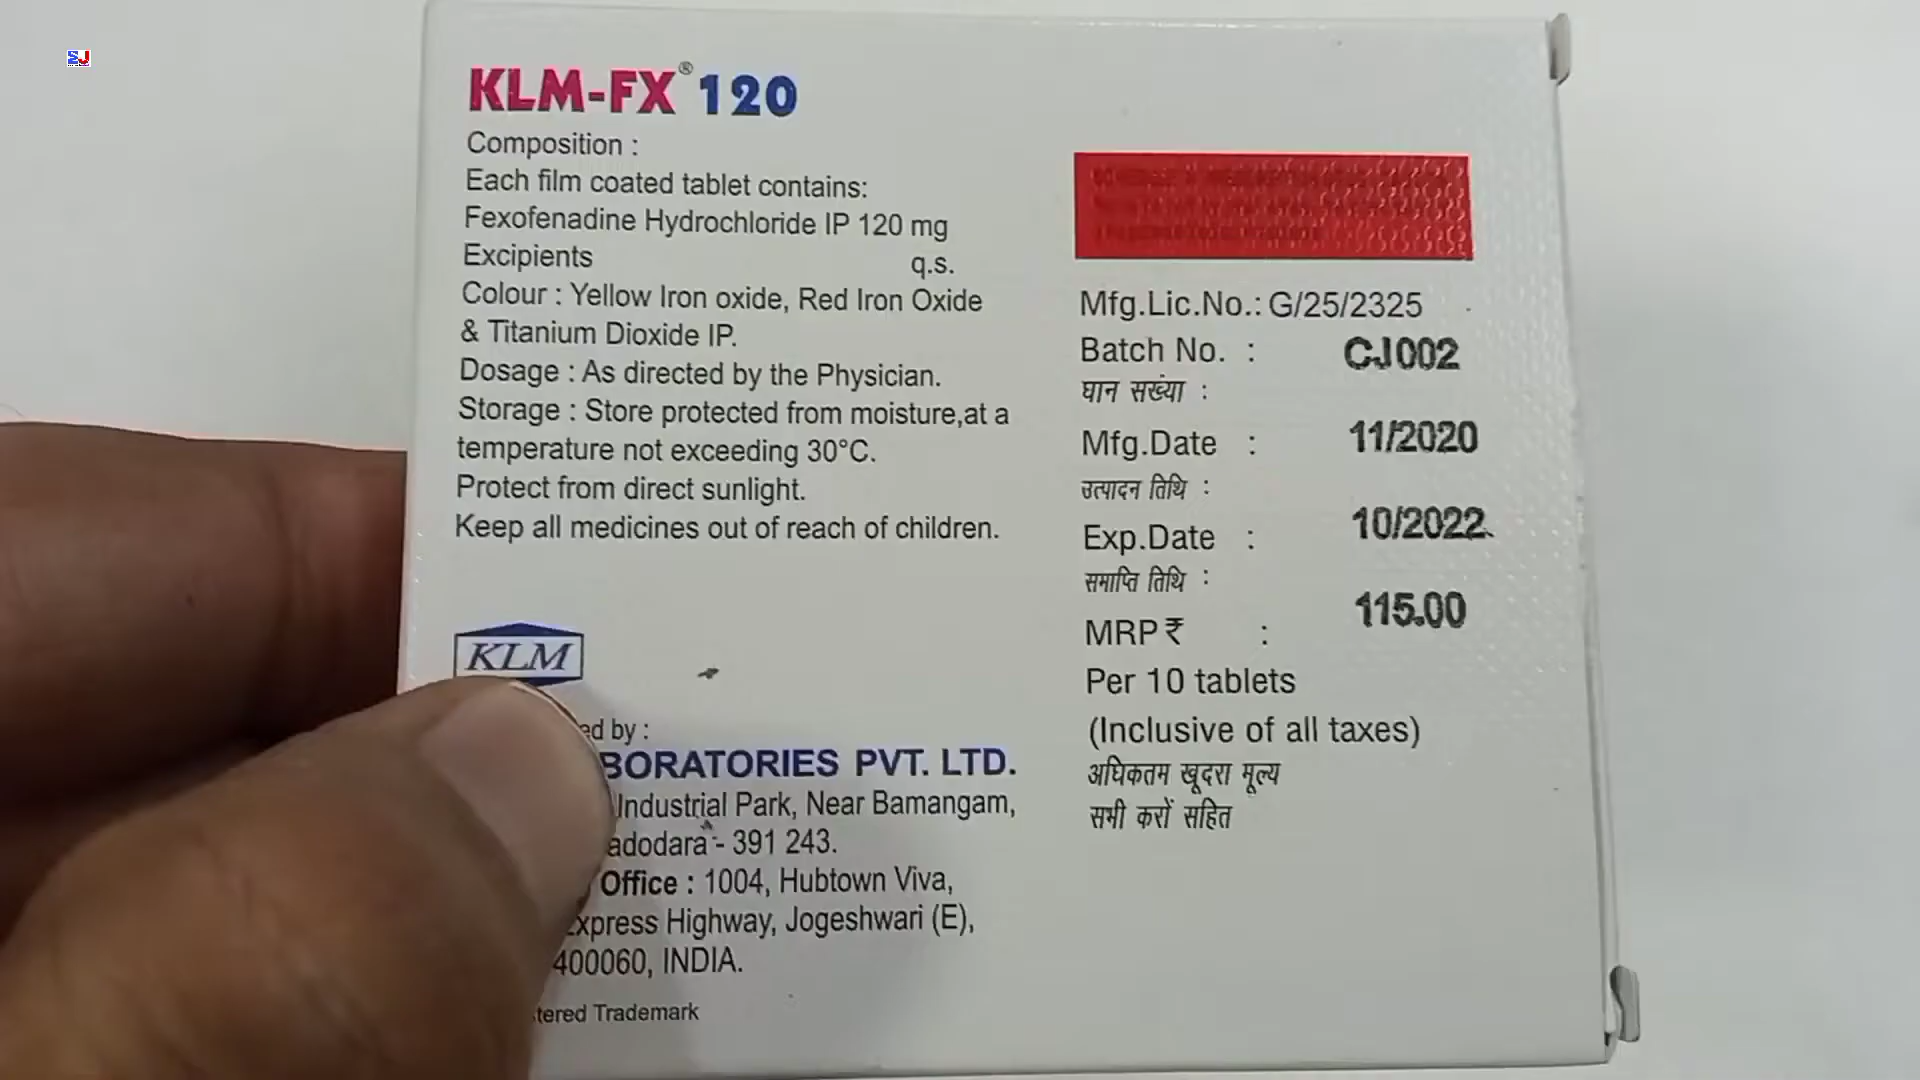 KLM-FX® 120
Composition :
Each film coated tablet contains:
Fexofenadine Hydrochloride IP 120 mg
Excipients q.s.
Colour : Yellow Iron oxide, Red Iron Oxide
& Titanium Dioxide IP.
Dosage : As directed by the Physician.
Storage : Store protected from moisture,at a
temperature not exceeding 30°C.
Protect from direct sunlight.
Keep all medicines out of reach of children.
KLM
ed by :
BORATORIES PVT. LTD.
Industrial Park, Near Bamangam,
adodara - 391 243.
Office : 1004, Hubtown Viva,
Express Highway, Jogeshwari (E),
400060, INDIA.
tered Trademark
Mfg.Lic.No.: G/25/2325
Batch No. : CJ002
घान सख्या :
Mfg.Date : 11/2020
उत्पादन तिथि :
Exp.Date : 10/2022
समाप्ति तिथि :
MRP ₹ : 115.00
Per 10 tablets
(Inclusive of all taxes)
अधिकतम खूदरा मूल्य
सभी करों सहित